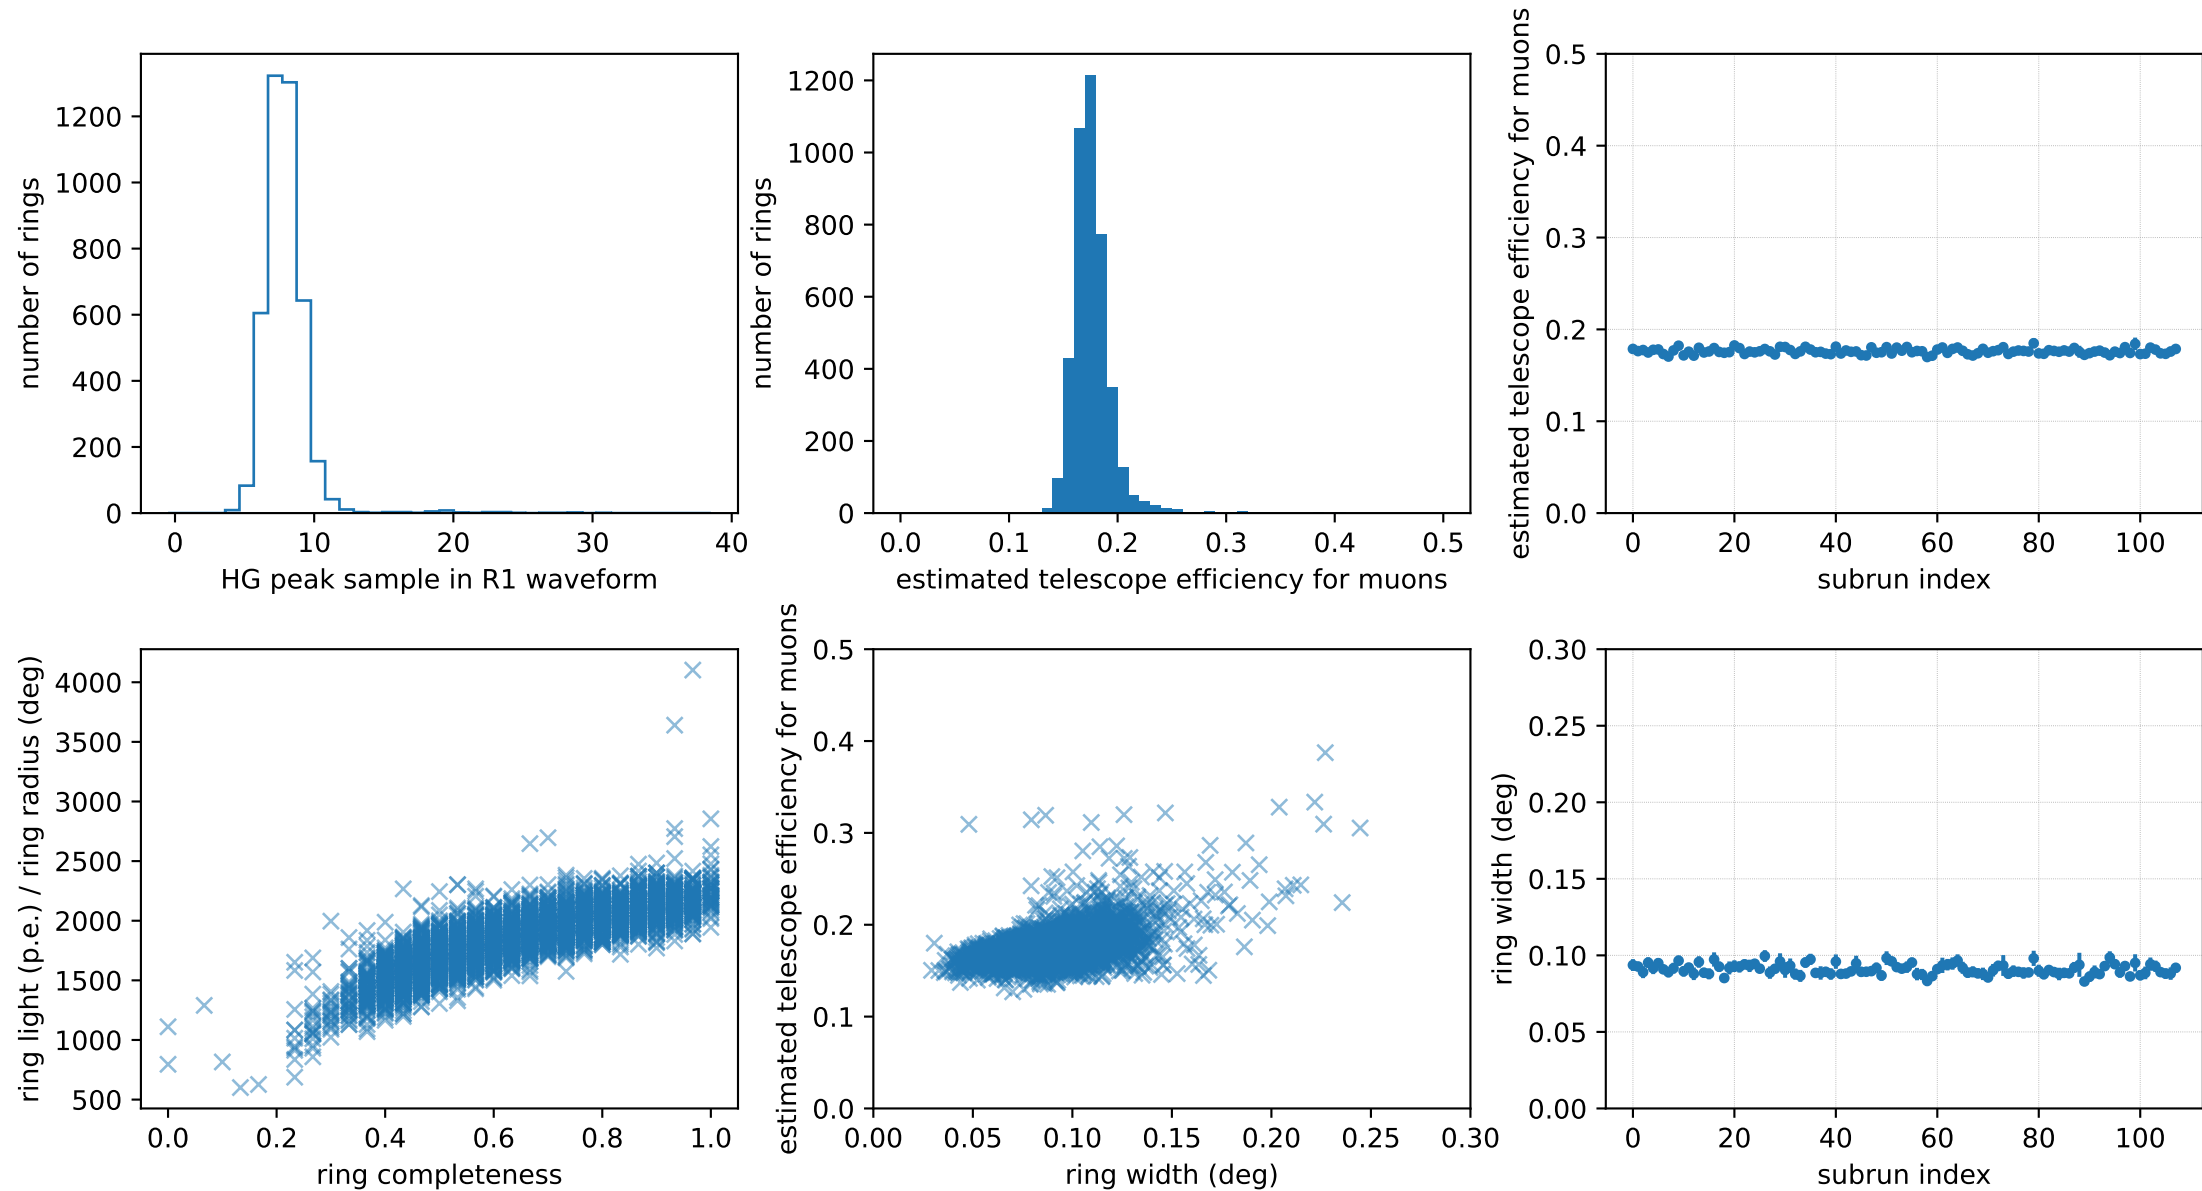 1200
1000
800
600
400
200
0
number of rings
0 10 20 30 40
HG peak sample in R1 waveform
1200
1000
800
600
400
200
0
number of rings
0.0 0.1 0.2 0.3 0.4 0.5
estimated telescope efficiency for muons
0.5
0.4
0.3
0.2
0.1
0.0
estimated telescope efficiency for muons
0 20 40 60 80 100
subrun index
4000
3500
3000
2500
2000
1500
1000
500
ring light (p.e.) / ring radius (deg)
0.0 0.2 0.4 0.6 0.8 1.0
ring completeness
0.5
0.4
0.3
0.2
0.1
0.0
estimated telescope efficiency for muons
0.00 0.05 0.10 0.15 0.20 0.25 0.30
ring width (deg)
0.30
0.25
0.20
0.15
0.10
0.05
0.00
ring width (deg)
0 20 40 60 80 100
subrun index